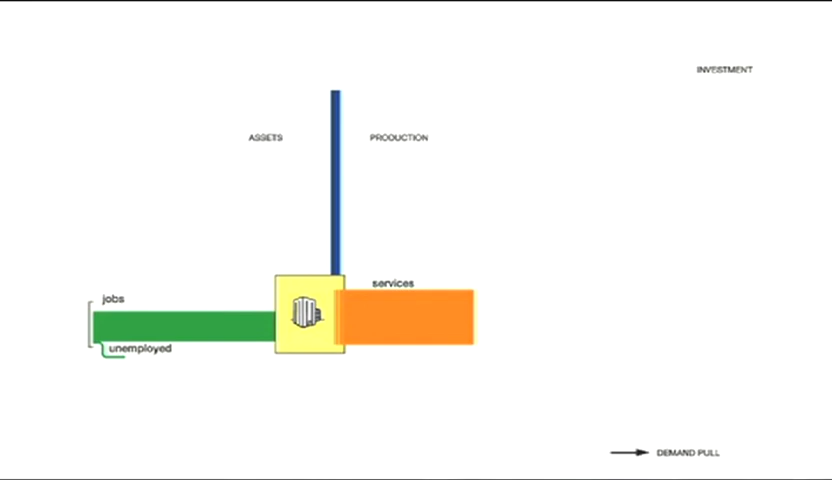 INVESTMENT
ASSETS
PRODUCTION
services
jobs
unemployed
DEMAND PULL